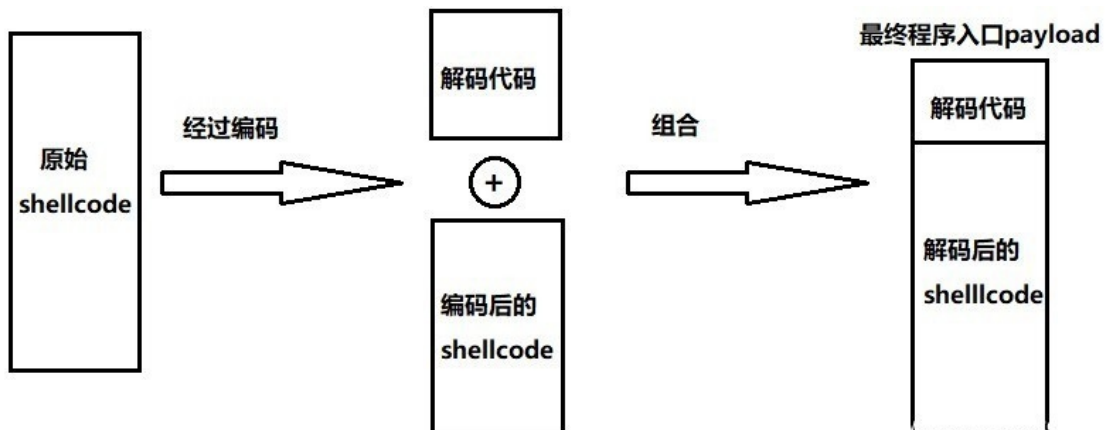 原始
shellcode
经过编码
解码代码
+
编码后的
shellcode
组合
最终程序入口payload
解码代码
解码后的
shelllcode